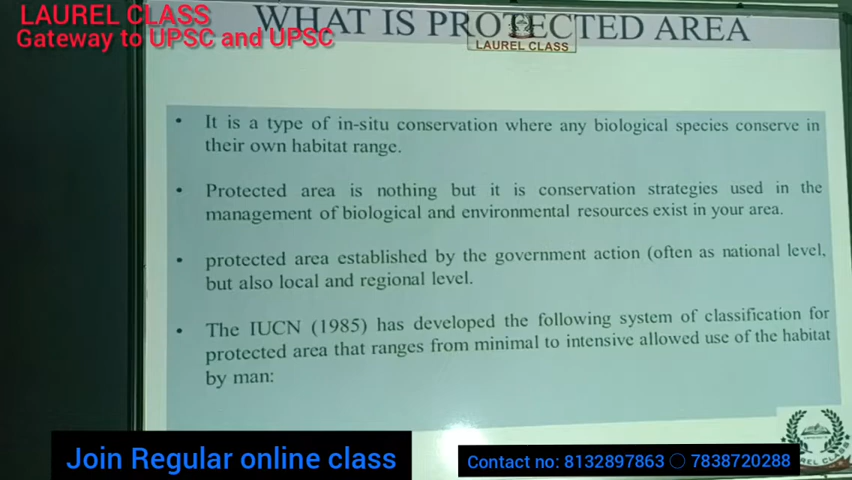 LAUREL CLASS
Gateway to UPSC and UPSC
WHAT IS PROTECTED AREA
LAUREL CLASS
• It is a type of in-situ conservation where any biological species conserve in
their own habitat range.
• Protected area is nothing but it is conservation strategies used in the
management of biological and environmental resources exist in your area.
• protected area established by the government action (often as national level,
but also local and regional level.
• The IUCN (1985) has developed the following system of classification for
protected area that ranges from minimal to intensive allowed use of the habitat
by man:
Join Regular online class
Contact no: 8132897863 ○ 7838720288